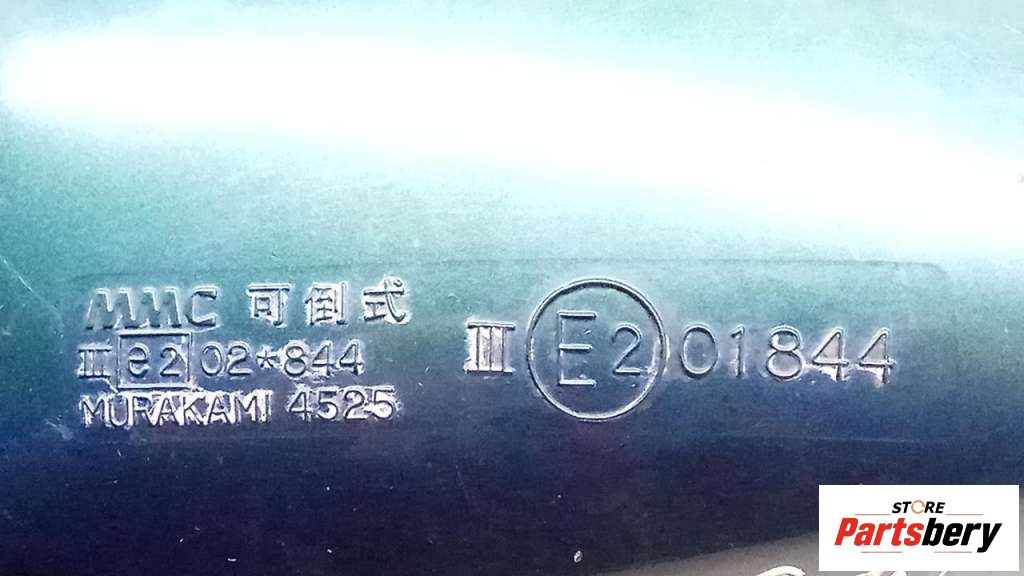 MMC 可倒式
III e2 02*844
MURAKAMI 4525
III E2 01844
STORE
Partsbery